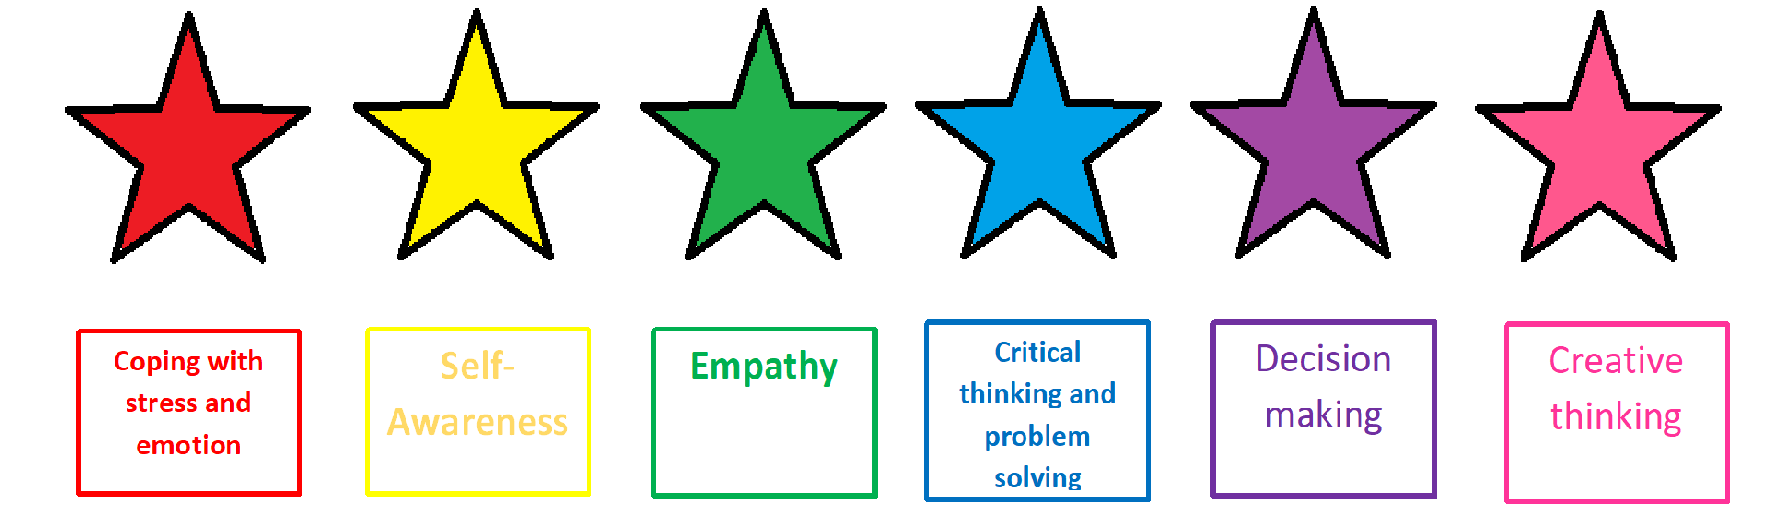 Coping with
stress and
emotion
Self-
Awareness
Empathy
Critical
thinking and
problem
solving
Decision
making
Creative
thinking